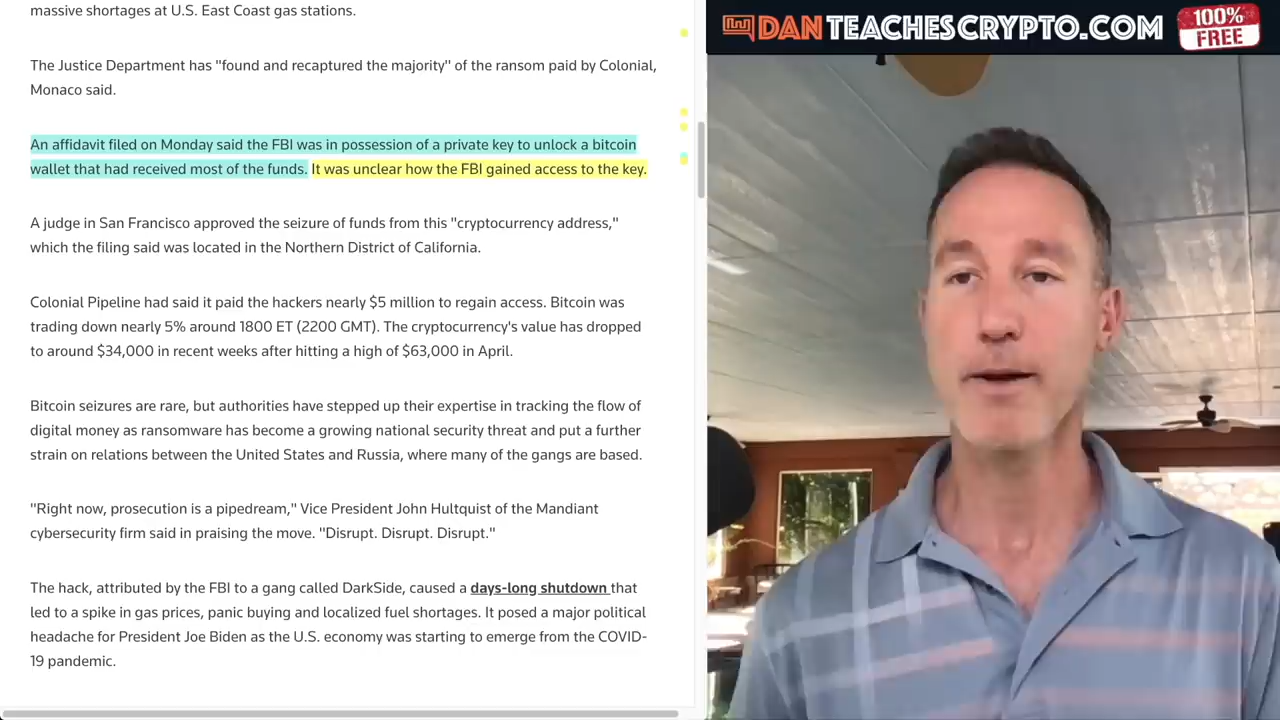 massive shortages at U.S. East Coast gas stations.
The Justice Department has "found and recaptured the majority" of the ransom paid by Colonial,
Monaco said.
An affidavit filed on Monday said the FBI was in possession of a private key to unlock a bitcoin
wallet that had received most of the funds. It was unclear how the FBI gained access to the key.
A judge in San Francisco approved the seizure of funds from this "cryptocurrency address,"
which the filing said was located in the Northern District of California.
Colonial Pipeline had said it paid the hackers nearly $5 million to regain access. Bitcoin was
trading down nearly 5% around 1800 ET (2200 GMT). The cryptocurrency's value has dropped
to around $34,000 in recent weeks after hitting a high of $63,000 in April.
Bitcoin seizures are rare, but authorities have stepped up their expertise in tracking the flow of
digital money as ransomware has become a growing national security threat and put a further
strain on relations between the United States and Russia, where many of the gangs are based.
"Right now, prosecution is a pipedream," Vice President John Hultquist of the Mandiant
cybersecurity firm said in praising the move. "Disrupt. Disrupt. Disrupt."
The hack, attributed by the FBI to a gang called DarkSide, caused a days-long shutdown that
led to a spike in gas prices, panic buying and localized fuel shortages. It posed a major political
headache for President Joe Biden as the U.S. economy was starting to emerge from the COVID-
19 pandemic.
DANTEACHESCRYPTO.COM
100%
FREE